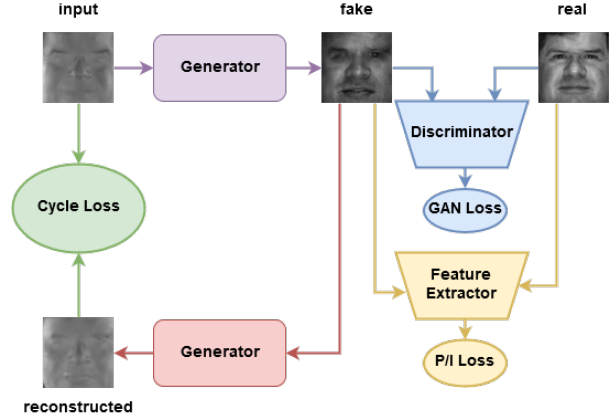 input
fake
real
Generator
Discriminator
Cycle Loss
GAN Loss
Feature
Extractor
Generator
P/I Loss
reconstructed